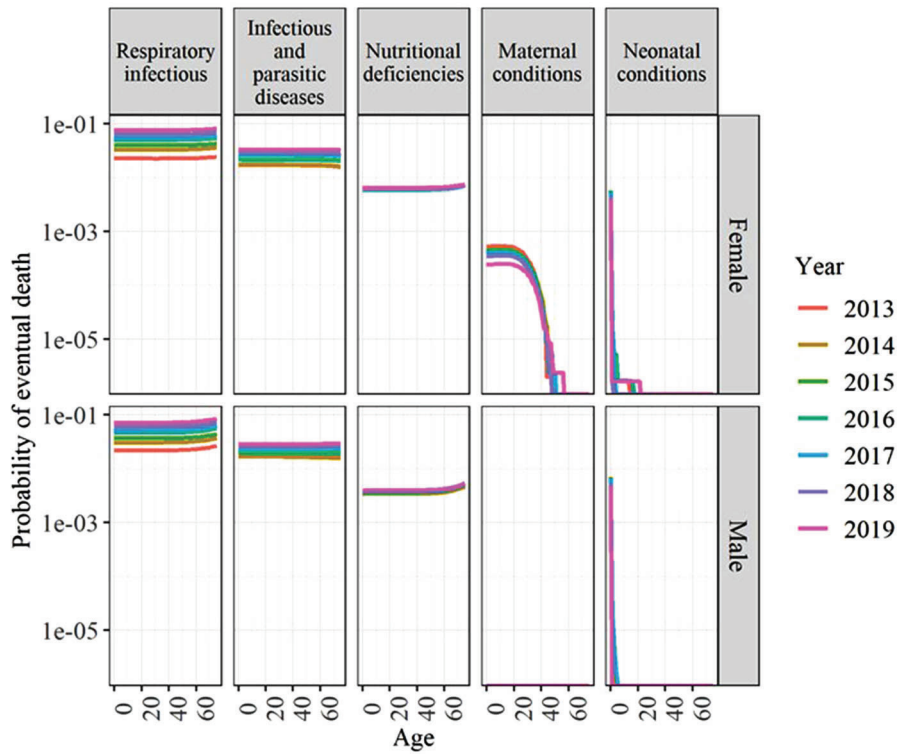 Respiratory
infectious
Infectious
and
parasitic
diseases
Nutritional
deficiencies
Maternal
conditions
Neonatal
conditions
1e-01
1e-03
1e-05
Female
1e-01
1e-03
1e-05
Male
Probability of eventual death
0 20 40 60
0 20 40 60
0 20 40 60
0 20 40 60
0 20 40 60
Age
Year
2013
2014
2015
2016
2017
2018
2019